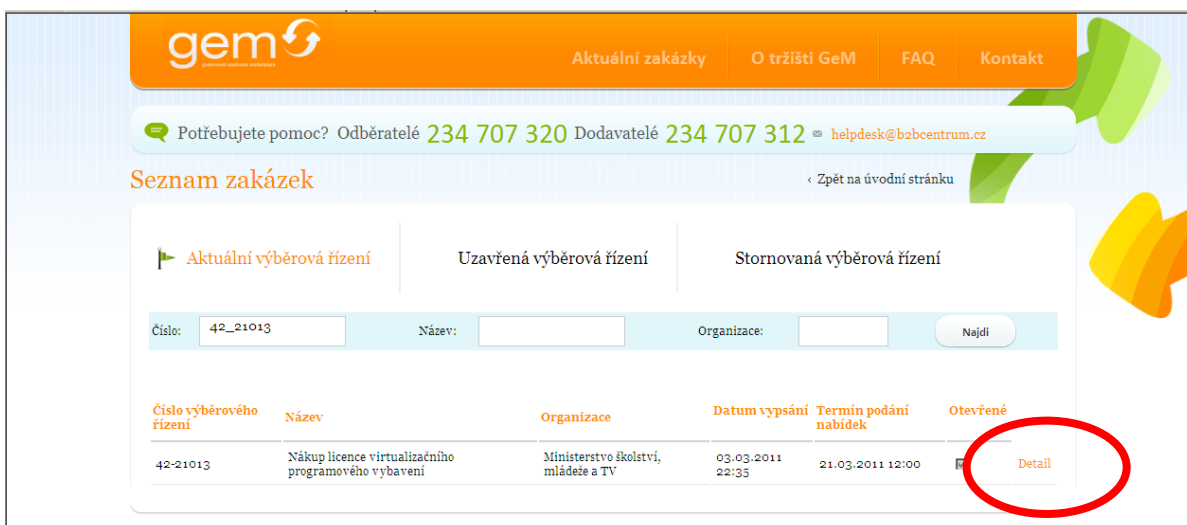 gem
Aktuální zakázky O tržišti GeM FAQ Kontakt
Potřebujete pomoc? Odběratelé 234 707 320 Dodavatelé 234 707 312 helpdesk@b2bcentrum.cz
Seznam zakázek
‹ Zpět na úvodní stránku
Aktuální výběrová řízení Uzavřená výběrová řízení Stornovaná výběrová řízení
Číslo: 42_21013 Název: Organizace: Najdi
Číslo výběrového řízení Název Organizace Datum vypsání Termín podání nabídek Otevřené
42-21013 Nákup licence virtualizačního programového vybavení Ministerstvo školství, mládeže a TV 03.03.2011 22:35 21.03.2011 12:00 Detail